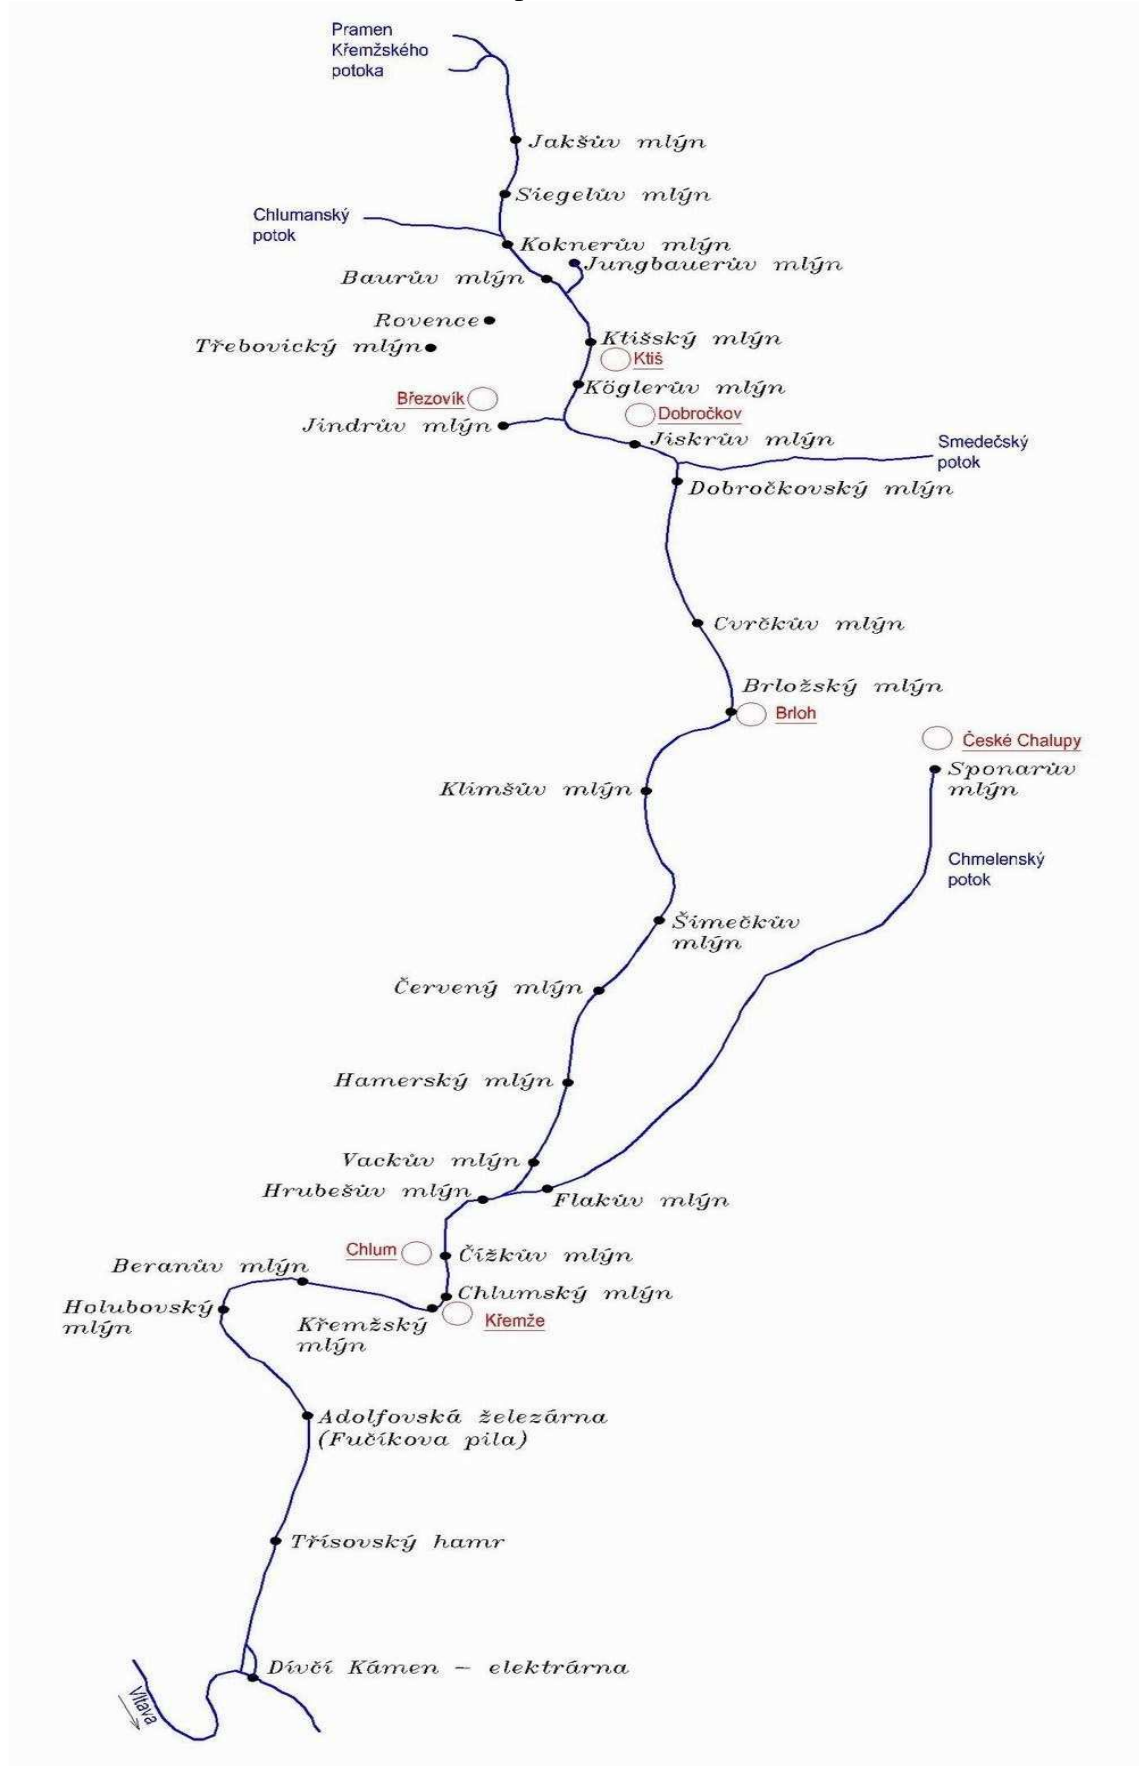 Pramen
Křemžského
potoka
Jakšův mlýn
Siegelův mlýn
Chlumanský
potok
Koknerův mlýn
Jungbauerův mlýn
Baurův mlýn
Rovence
Ktišský mlýn
Třebovický mlýn
Ktiš
Köglerův mlýn
Březovík
Dobročkov
Jindrův mlýn
Jiskrův mlýn
Smedečský
potok
Dobročkovský mlýn
Cvrčkův mlýn
Brložský mlýn
Brloh
České Chalupy
Sponarův
mlýn
Klimšův mlýn
Chmelenský
potok
Šimečkův
mlýn
Červený mlýn
Hamerský mlýn
Vackův mlýn
Hrubešův mlýn
Flakův mlýn
Chlum
Čížkův mlýn
Beranův mlýn
Chlumský mlýn
Holubovský
mlýn
Křemžský
mlýn
Křemže
Adolfovská železárna
(Fučíkova pila)
Třísovský hamr
Dívčí Kámen – elektrárna
Vltava